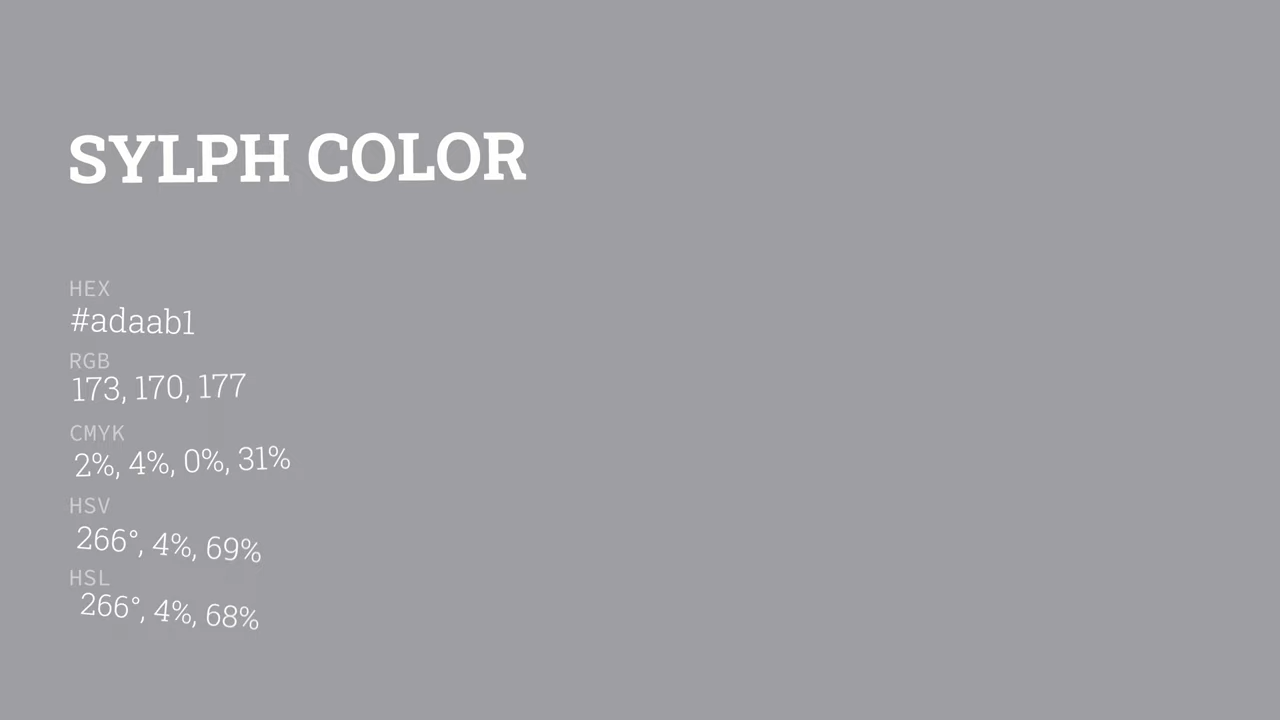 SYLPH COLOR
HEX
#adaab1
RGB
173, 170, 177
CMYK
2%, 4%, 0%, 31%
HSV
266°, 4%, 69%
HSL
266°, 4%, 68%